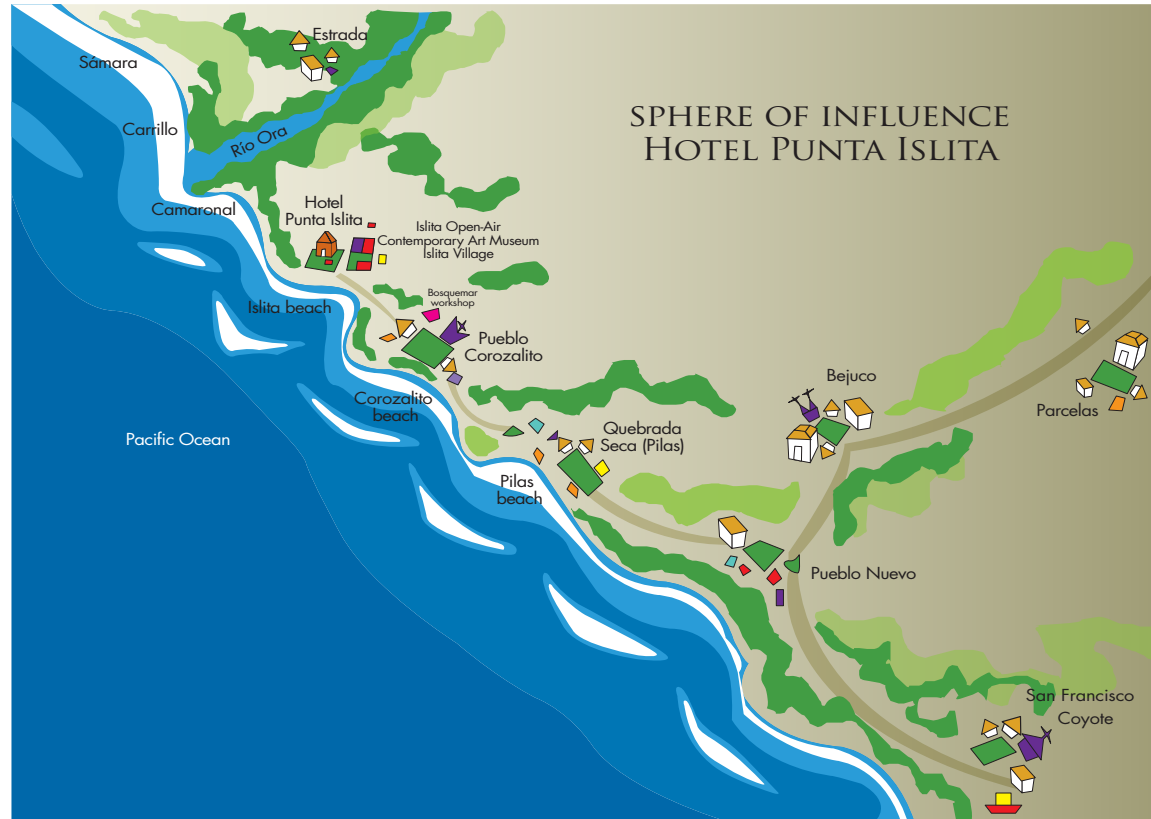 Estrada
Sámara
SPHERE OF INFLUENCE
HOTEL PUNTA ISLITA
Carrillo
Río Ora
Camaronal
Hotel
Punta Islita
Islita Open-Air
Contemporary Art Museum
Islita Village
Islita beach
Bosquemar
workshop
Pueblo
Corozalito
Bejuco
Parcelas
Corozalito
beach
Pacific Ocean
Quebrada
Seca (Pilas)
Pilas
beach
Pueblo Nuevo
San Francisco
Coyote